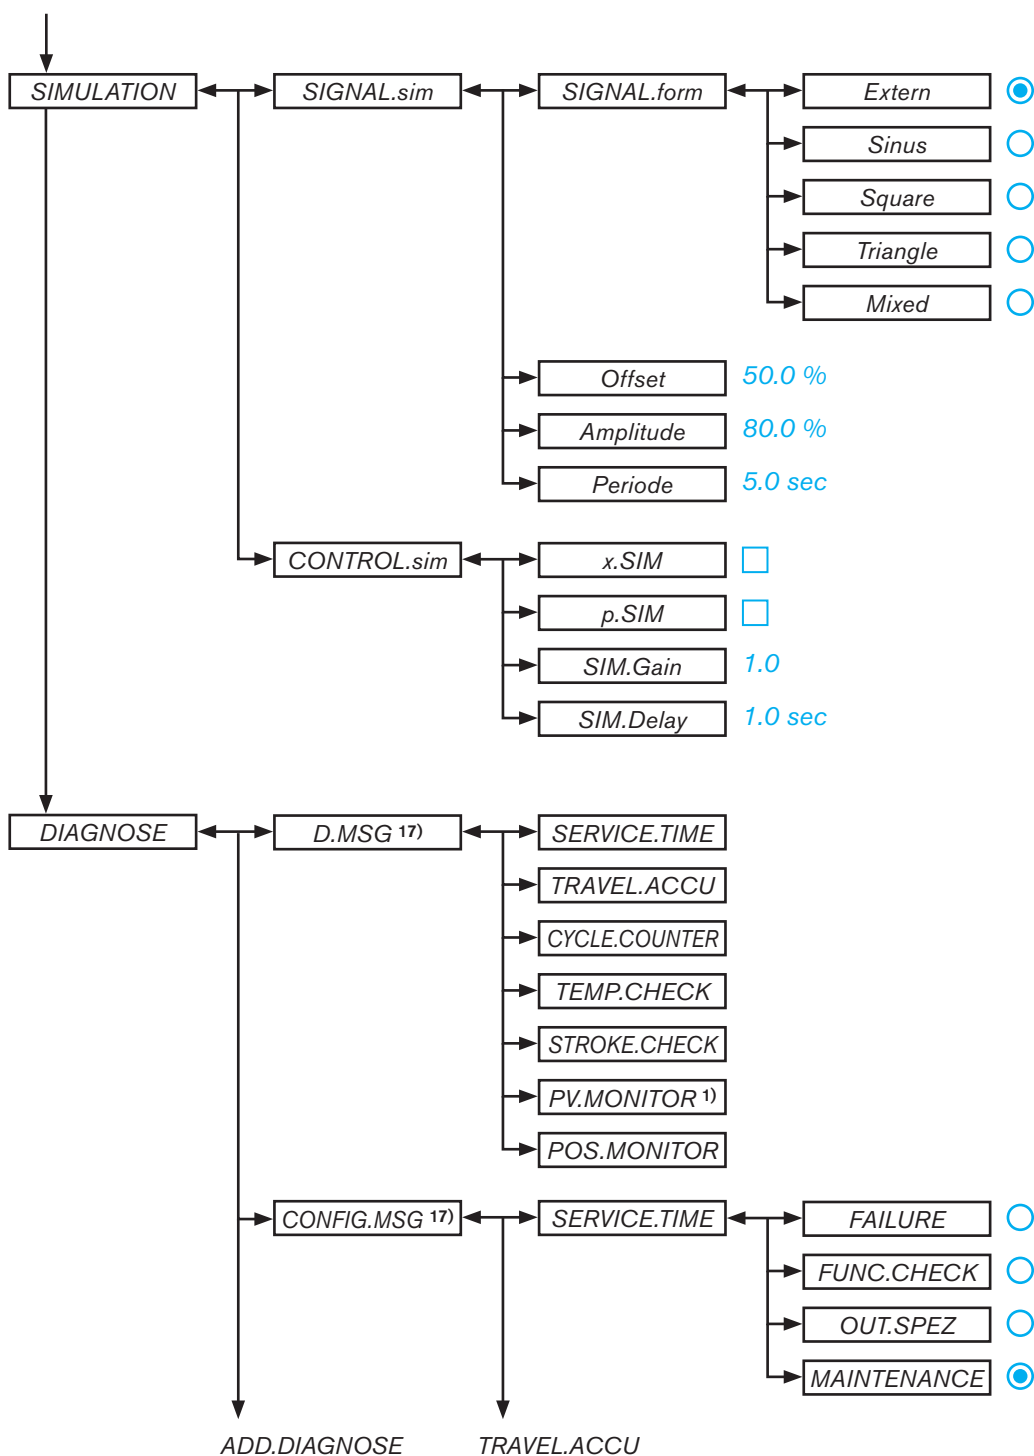 SIMULATION SIGNAL.sim SIGNAL.form Extern
Sinus
Square
Triangle
Mixed
Offset 50.0 %
Amplitude 80.0 %
Periode 5.0 sec
CONTROL.sim x.SIM
p.SIM
SIM.Gain 1.0
SIM.Delay 1.0 sec
DIAGNOSE D.MSG 17) SERVICE.TIME
TRAVEL.ACCU
CYCLE.COUNTER
TEMP.CHECK
STROKE.CHECK
PV.MONITOR 1)
POS.MONITOR
CONFIG.MSG 17) SERVICE.TIME FAILURE
FUNC.CHECK
OUT.SPEZ
MAINTENANCE
ADD.DIAGNOSE TRAVEL.ACCU